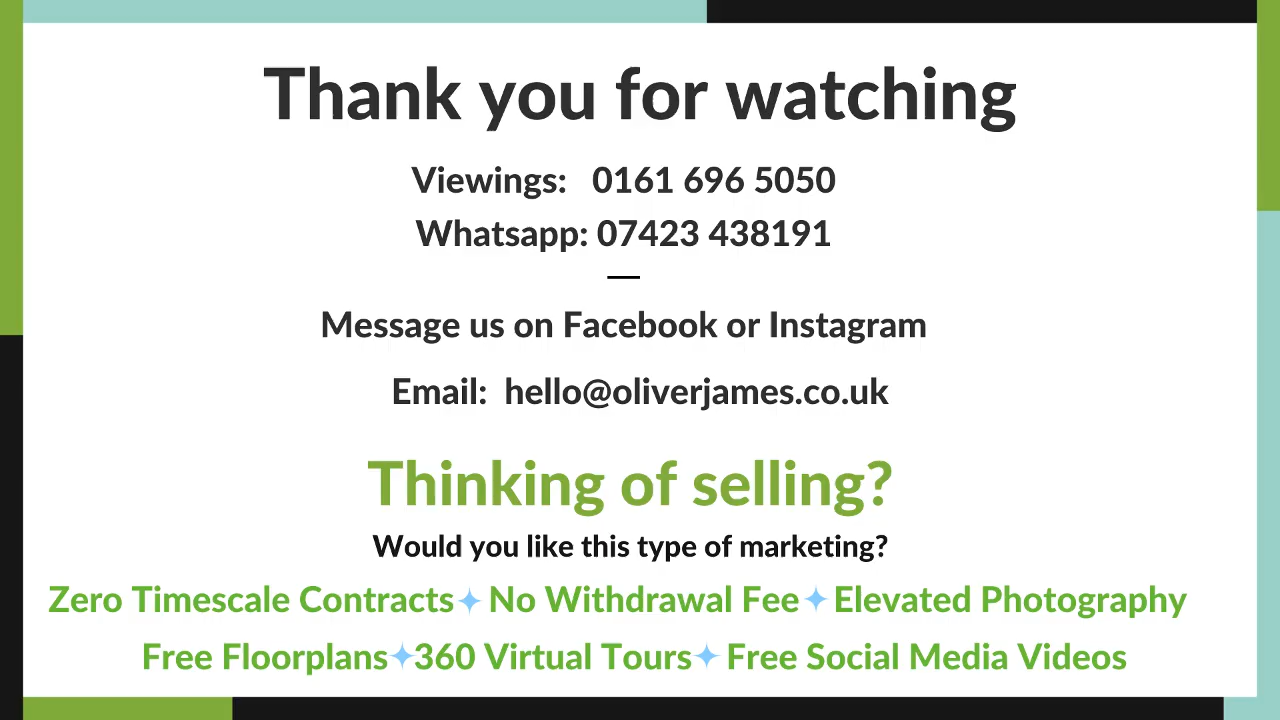 Thank you for watching
Viewings: 0161 696 5050
Whatsapp: 07423 438191
—
Message us on Facebook or Instagram
Email: hello@oliverjames.co.uk
Thinking of selling?
Would you like this type of marketing?
Zero Timescale Contracts✦ No Withdrawal Fee✦Elevated Photography
Free Floorplans✦360 Virtual Tours✦ Free Social Media Videos